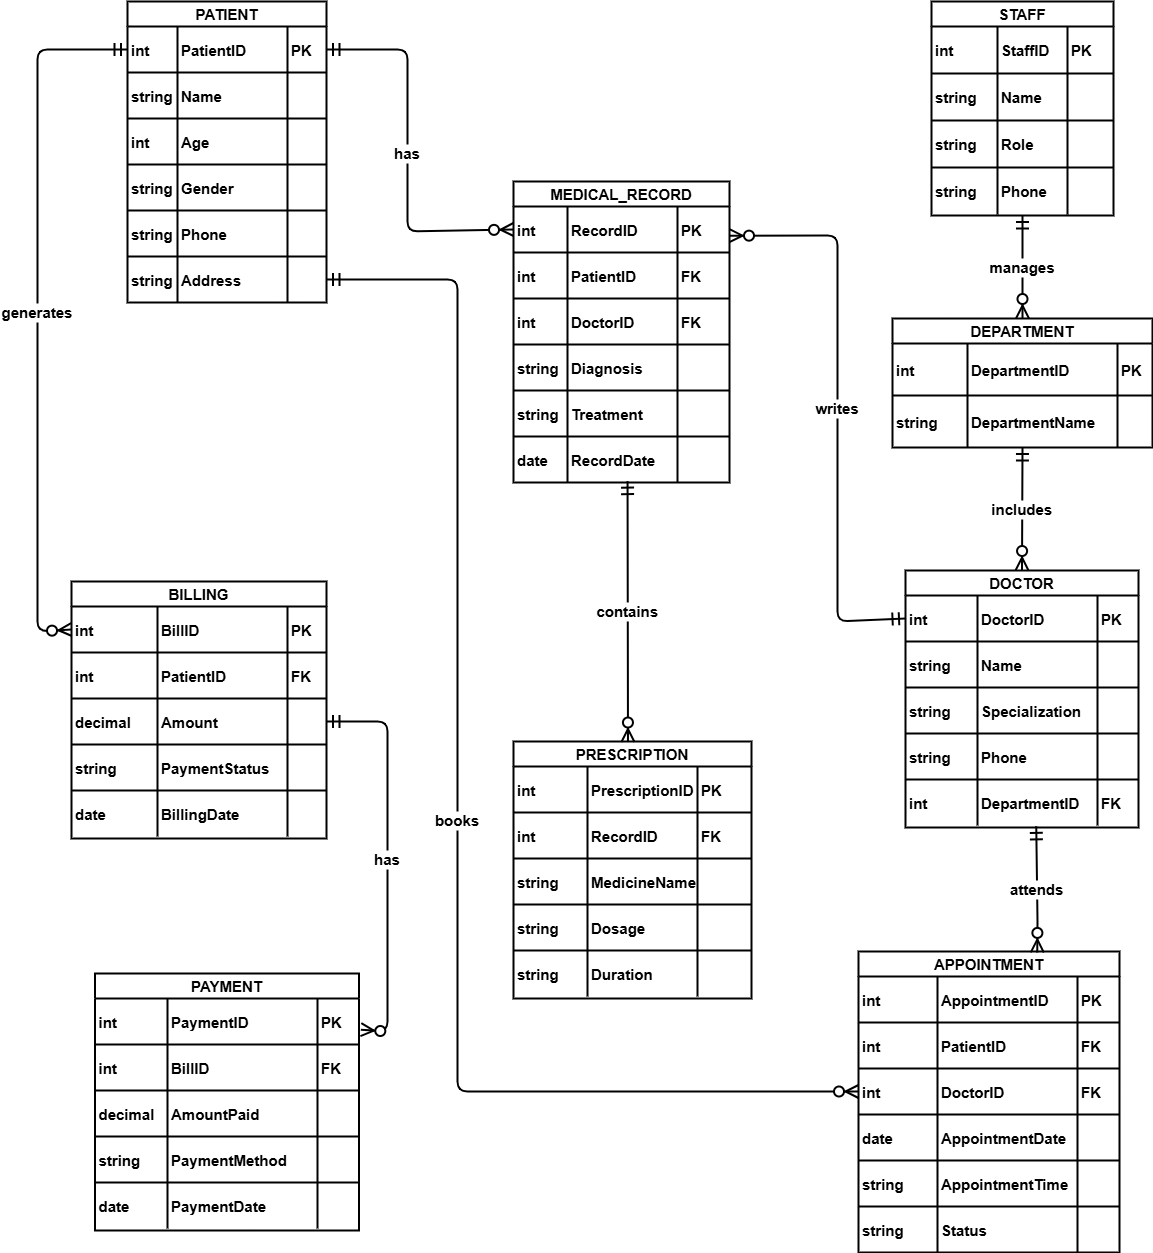 PATIENT
int PatientID PK
string Name
int Age
string Gender
string Phone
string Address
STAFF
int StaffID PK
string Name
string Role
string Phone
has
manages
generates
MEDICAL_RECORD
int RecordID PK
int PatientID FK
int DoctorID FK
string Diagnosis
string Treatment
date RecordDate
DEPARTMENT
int DepartmentID PK
string DepartmentName
writes
includes
contains
BILLING
int BillID PK
int PatientID FK
decimal Amount
string PaymentStatus
date BillingDate
DOCTOR
int DoctorID PK
string Name
string Specialization
string Phone
int DepartmentID FK
PRESCRIPTION
int PrescriptionID PK
int RecordID FK
string MedicineName
string Dosage
string Duration
books
has
attends
PAYMENT
int PaymentID PK
int BillID FK
decimal AmountPaid
string PaymentMethod
date PaymentDate
APPOINTMENT
int AppointmentID PK
int PatientID FK
int DoctorID FK
date AppointmentDate
string AppointmentTime
string Status